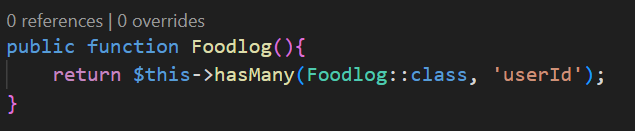 0 references | 0 overrides
public function Foodlog(){
    return $this->hasMany(Foodlog::class, 'userId');
}